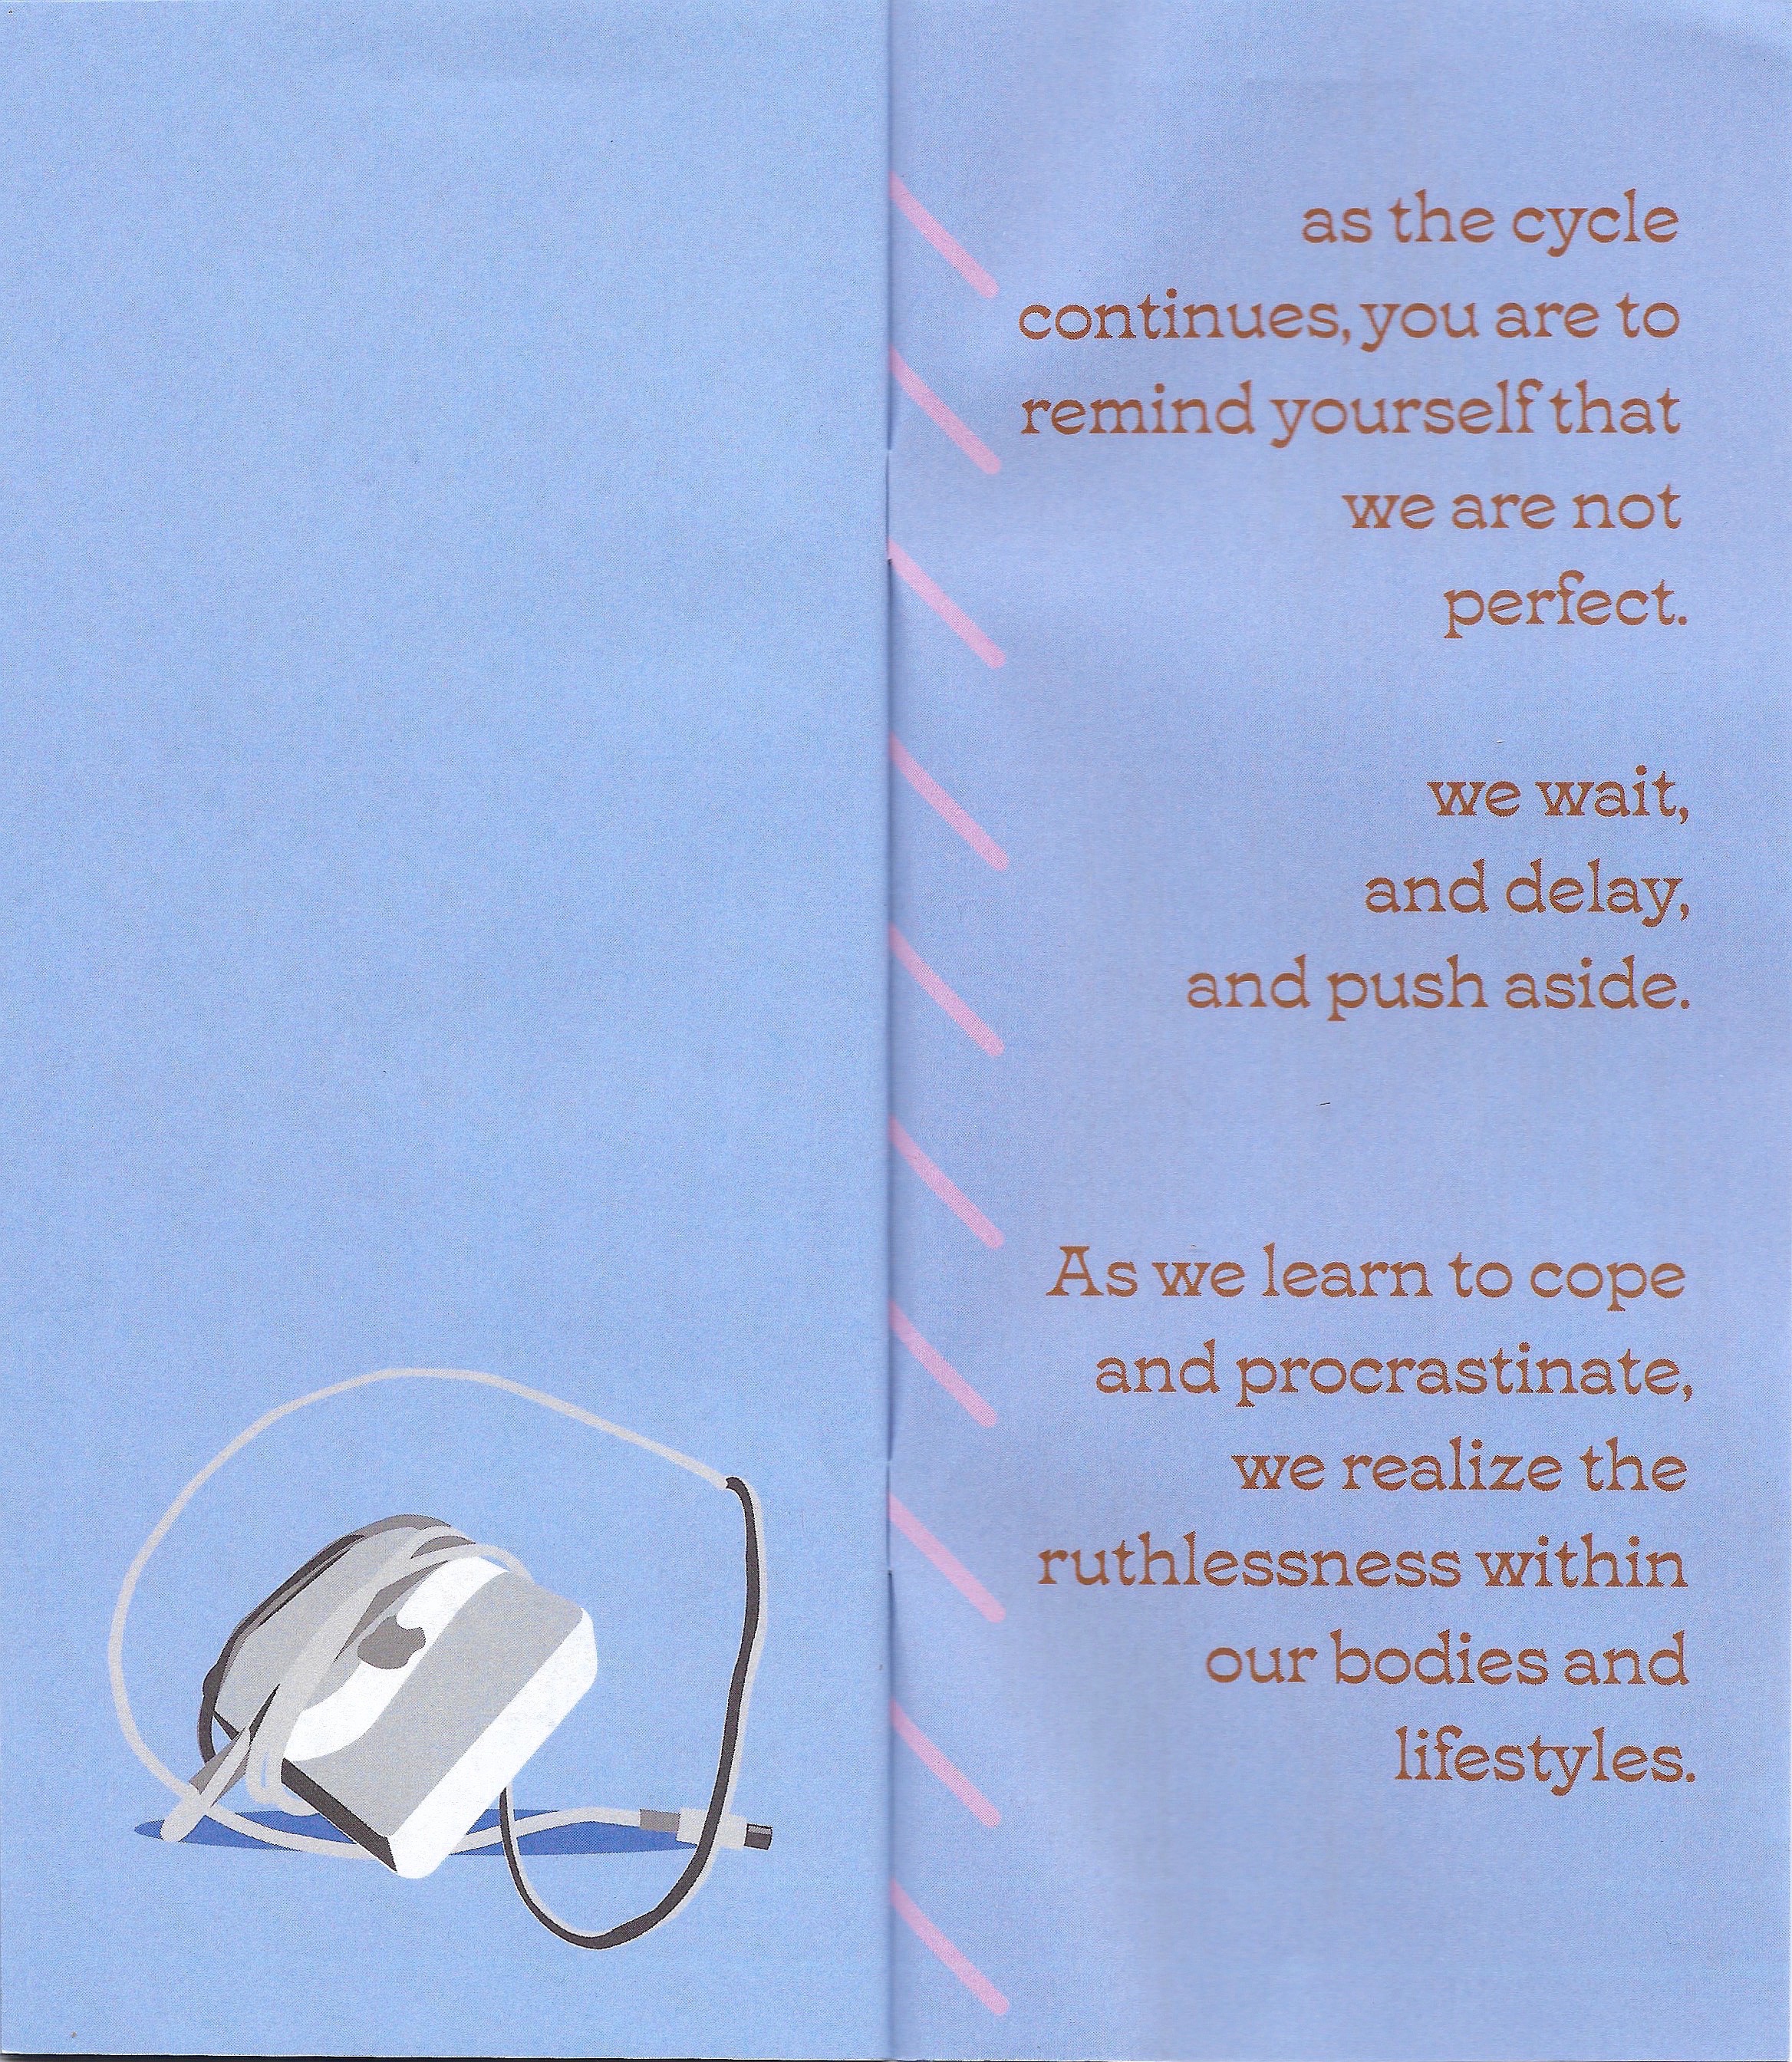 as the cycle
continues, you are to
remind yourself that
we are not
perfect.
we wait,
and delay,
and push aside.
As we learn to cope
and procrastinate,
we realize the
ruthlessness within
our bodies and
lifestyles.